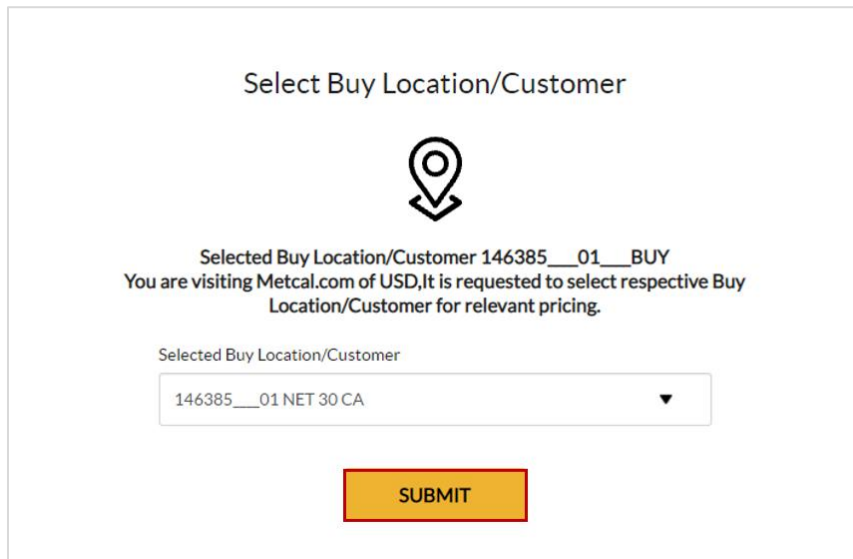 Select Buy Location/Customer
Selected Buy Location/Customer 146385___01___BUY
You are visiting Metcal.com of USD,It is requested to select respective Buy
Location/Customer for relevant pricing.
Selected Buy Location/Customer
146385___01 NET 30 CA
SUBMIT